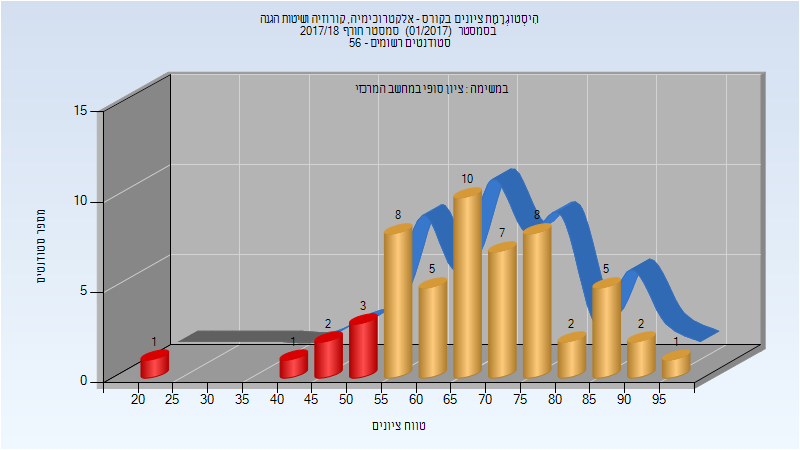 הִיסְטוֹגְרָמַת ציונים בקורס - אלקטרוכימיה, קורוזיה ושיטות הגנה
בסמסטר (01/2017) סמסטר חורף 2017/18
סטודנטים רשומים - 56
במשימה : ציון סופי במחשב המרכזי
מספר סטודנטים
15
10
5
0
1
1
2
3
8
5
10
7
8
2
5
2
1
20 25 30 35 40 45 50 55 60 65 70 75 80 85 90 95
טווח ציונים